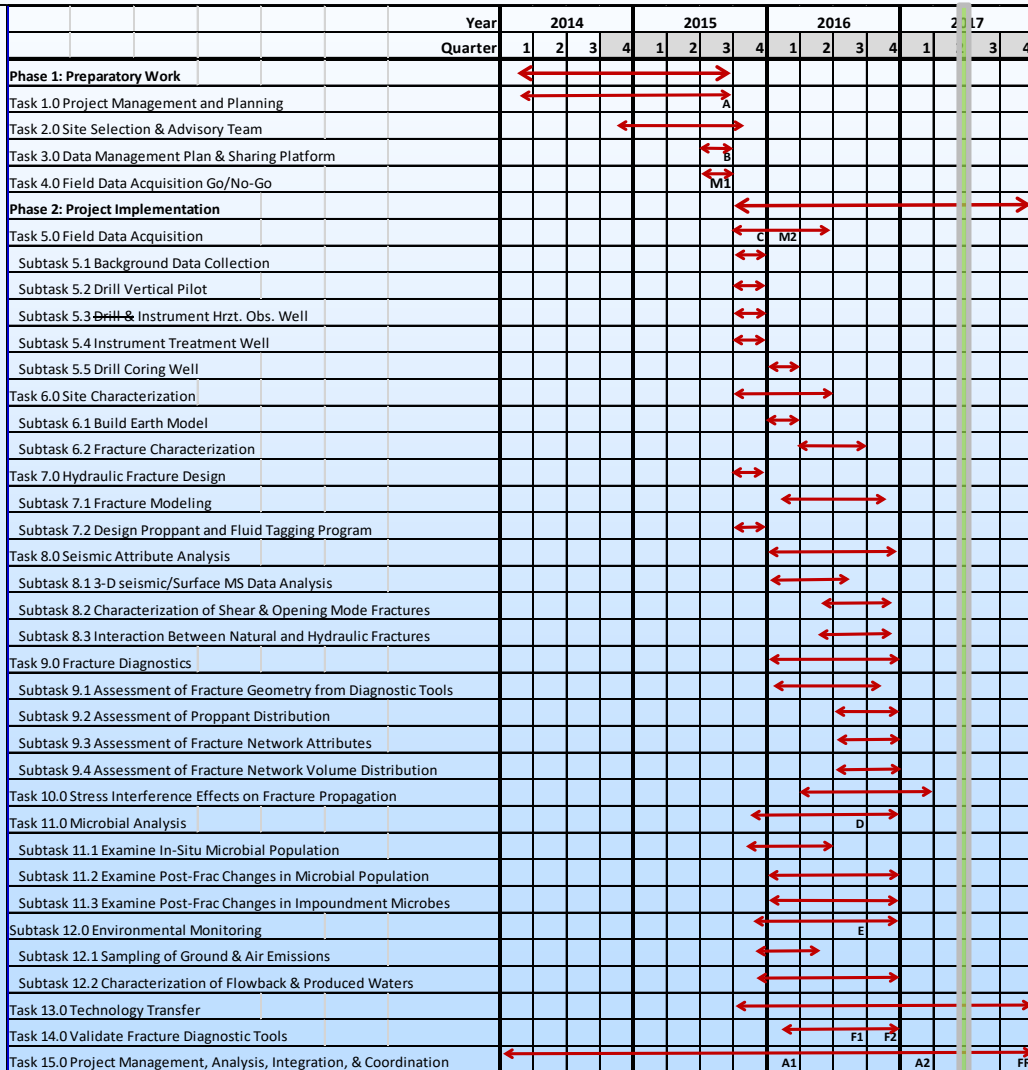 Year 2014 2015 2016 2017
Quarter 1 2 3 4 1 2 3 4 1 2 3 4 1 3 4
Phase 1: Preparatory Work
Task 1.0 Project Management and Planning A
Task 2.0 Site Selection & Advisory Team
Task 3.0 Data Management Plan & Sharing Platform B
Task 4.0 Field Data Acquisition Go/No-Go M1
Phase 2: Project Implementation
Task 5.0 Field Data Acquisition C M2
Subtask 5.1 Background Data Collection
Subtask 5.2 Drill Vertical Pilot
Subtask 5.3 Drill & Instrument Hrzt. Obs. Well
Subtask 5.4 Instrument Treatment Well
Subtask 5.5 Drill Coring Well
Task 6.0 Site Characterization
Subtask 6.1 Build Earth Model
Subtask 6.2 Fracture Characterization
Task 7.0 Hydraulic Fracture Design
Subtask 7.1 Fracture Modeling
Subtask 7.2 Design Proppant and Fluid Tagging Program
Task 8.0 Seismic Attribute Analysis
Subtask 8.1 3-D seismic/Surface MS Data Analysis
Subtask 8.2 Characterization of Shear & Opening Mode Fractures
Subtask 8.3 Interaction Between Natural and Hydraulic Fractures
Task 9.0 Fracture Diagnostics
Subtask 9.1 Assessment of Fracture Geometry from Diagnostic Tools
Subtask 9.2 Assessment of Proppant Distribution
Subtask 9.3 Assessment of Fracture Network Attributes
Subtask 9.4 Assessment of Fracture Network Volume Distribution
Task 10.0 Stress Interference Effects on Fracture Propagation
Task 11.0 Microbial Analysis D
Subtask 11.1 Examine In-Situ Microbial Population
Subtask 11.2 Examine Post-Frac Changes in Microbial Population
Subtask 11.3 Examine Post-Frac Changes in Impoundment Microbes
Subtask 12.0 Environmental Monitoring E
Subtask 12.1 Sampling of Ground & Air Emissions
Subtask 12.2 Characterization of Flowback & Produced Waters
Task 13.0 Technology Transfer
Task 14.0 Validate Fracture Diagnostic Tools F1 F2
Task 15.0 Project Management, Analysis, Integration, & Coordination A1 A2 FF